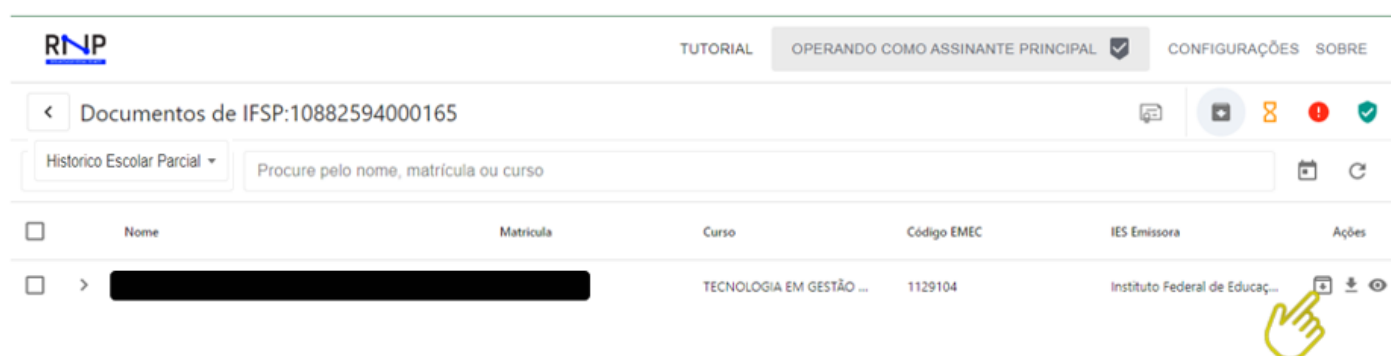 RNP
TUTORIAL OPERANDO COMO ASSINANTE PRINCIPAL CONFIGURAÇÕES SOBRE
Documentos de IFSP:10882594000165
Historico Escolar Parcial Procure pelo nome, matrícula ou curso
Nome Matricula Curso Código EMEC IES Emissora Ações
TECNOLOGIA EM GESTÃO ... 1129104 Instituto Federal de Educaç...